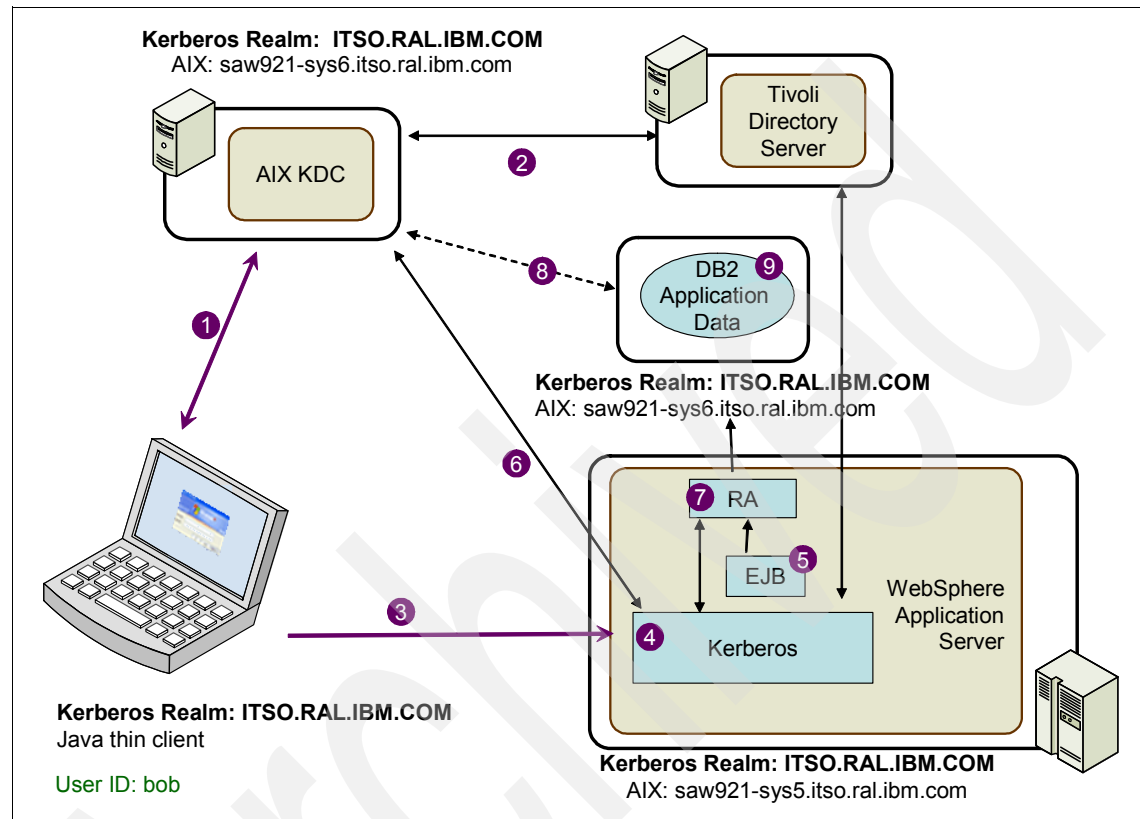 Kerberos Realm: ITSO.RAL.IBM.COM
AIX: saw921-sys6.itso.ral.ibm.com
AIX KDC
Tivoli
Directory
Server
2
8
DB2
Application
Data
9
1
Kerberos Realm: ITSO.RAL.IBM.COM
AIX: saw921-sys6.itso.ral.ibm.com
6
7
RA
EJB
5
WebSphere
Application
Server
3
4
Kerberos
Kerberos Realm: ITSO.RAL.IBM.COM
Java thin client
User ID: bob
Kerberos Realm: ITSO.RAL.IBM.COM
AIX: saw921-sys5.itso.ral.ibm.com
Archived